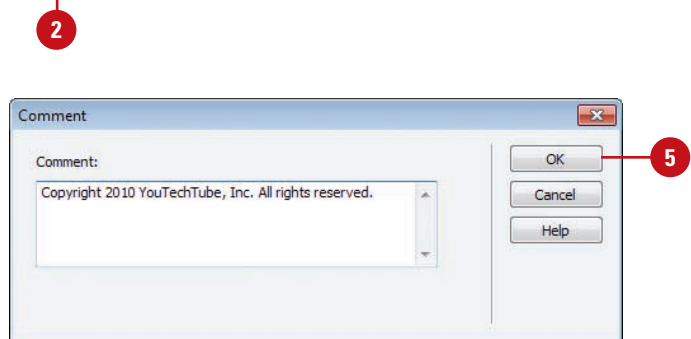 2
Comment
Comment:
OK
5
Copyright 2010 YouTechTube, Inc. All rights reserved.
Cancel
Help